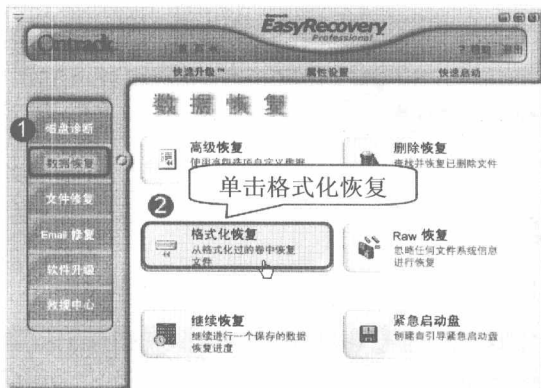 Ontrack
EasyRecovery
Professional
快速升级™
属性设置
快速启动
数据恢复
1
磁盘诊断
数据恢复
文件修复
Email 修复
软件升级
救援中心
高级恢复
删除恢复
查找并恢复已删除文件
单击格式化恢复
2
格式化恢复
从格式化过的卷中恢复
文件
Raw 恢复
忽略任何文件系统信息
进行恢复
继续恢复
继续进行一个保存的数据
恢复进度
紧急启动盘
创建自引导紧急启动盘